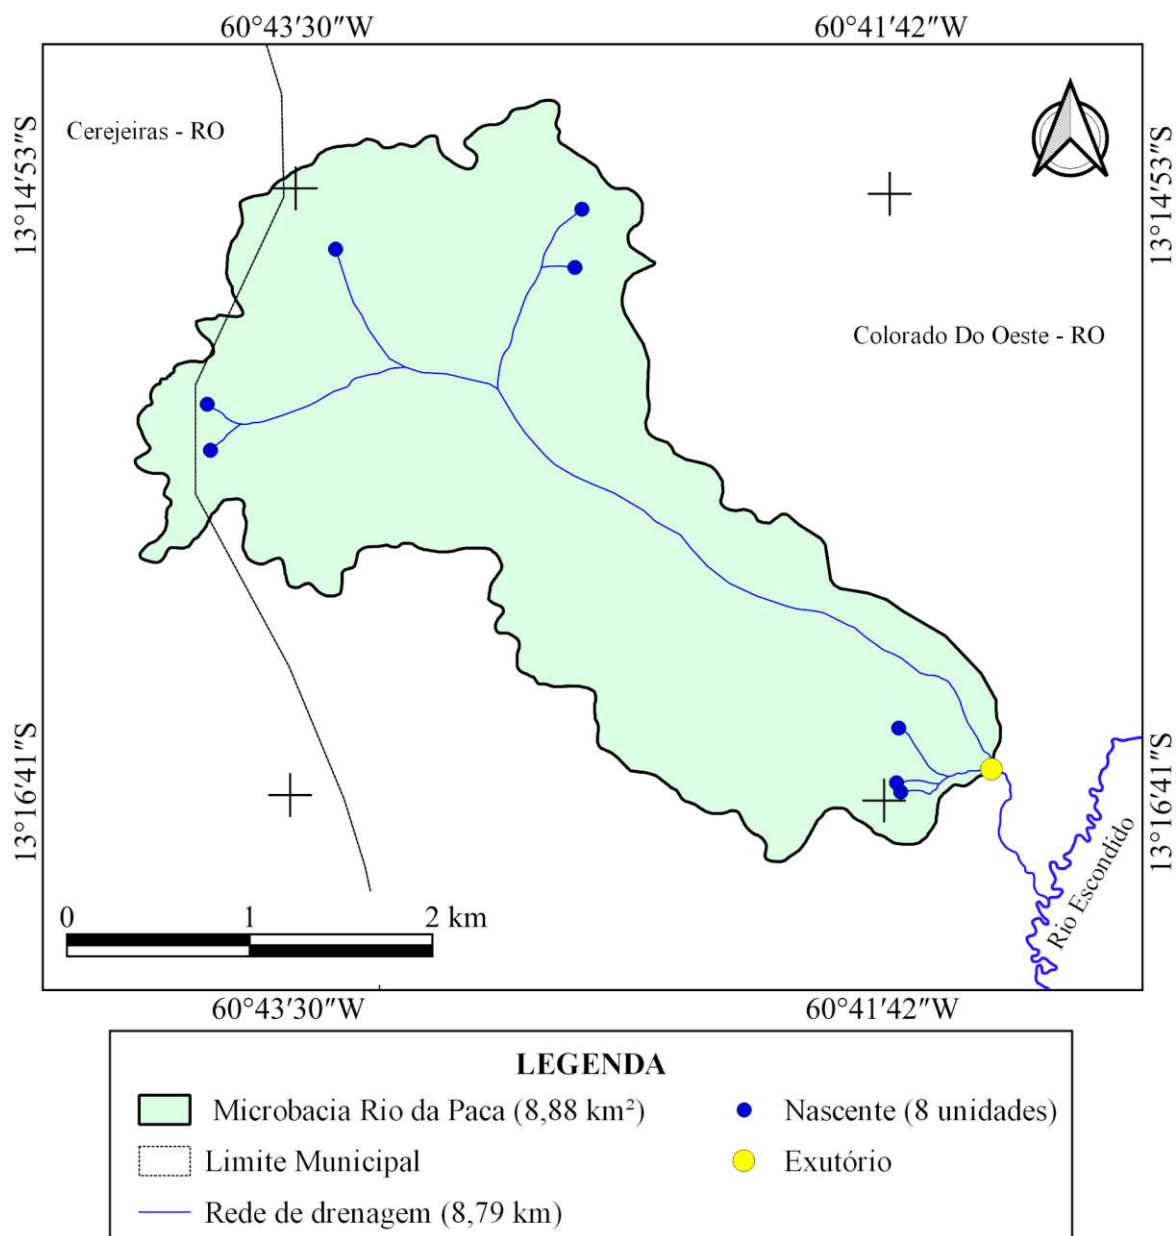 60°43′30″W
60°41′42″W
Cerejeiras - RO
13°14′53″S
13°14′53″S
Colorado Do Oeste - RO
13°16′41″S
13°16′41″S
Rio Escondido
0 1 2 km
60°43′30″W
60°41′42″W
LEGENDA
Microbacia Rio da Paca (8,88 km²)
Nascente (8 unidades)
Limite Municipal
Exutório
Rede de drenagem (8,79 km)